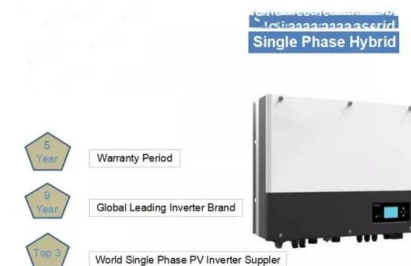 Single Phase Hybrid
5
Year
Warranty Period
9
Year
Global Leading Inverter Brand
Top 3
World Single Phase PV Inverter Suppler